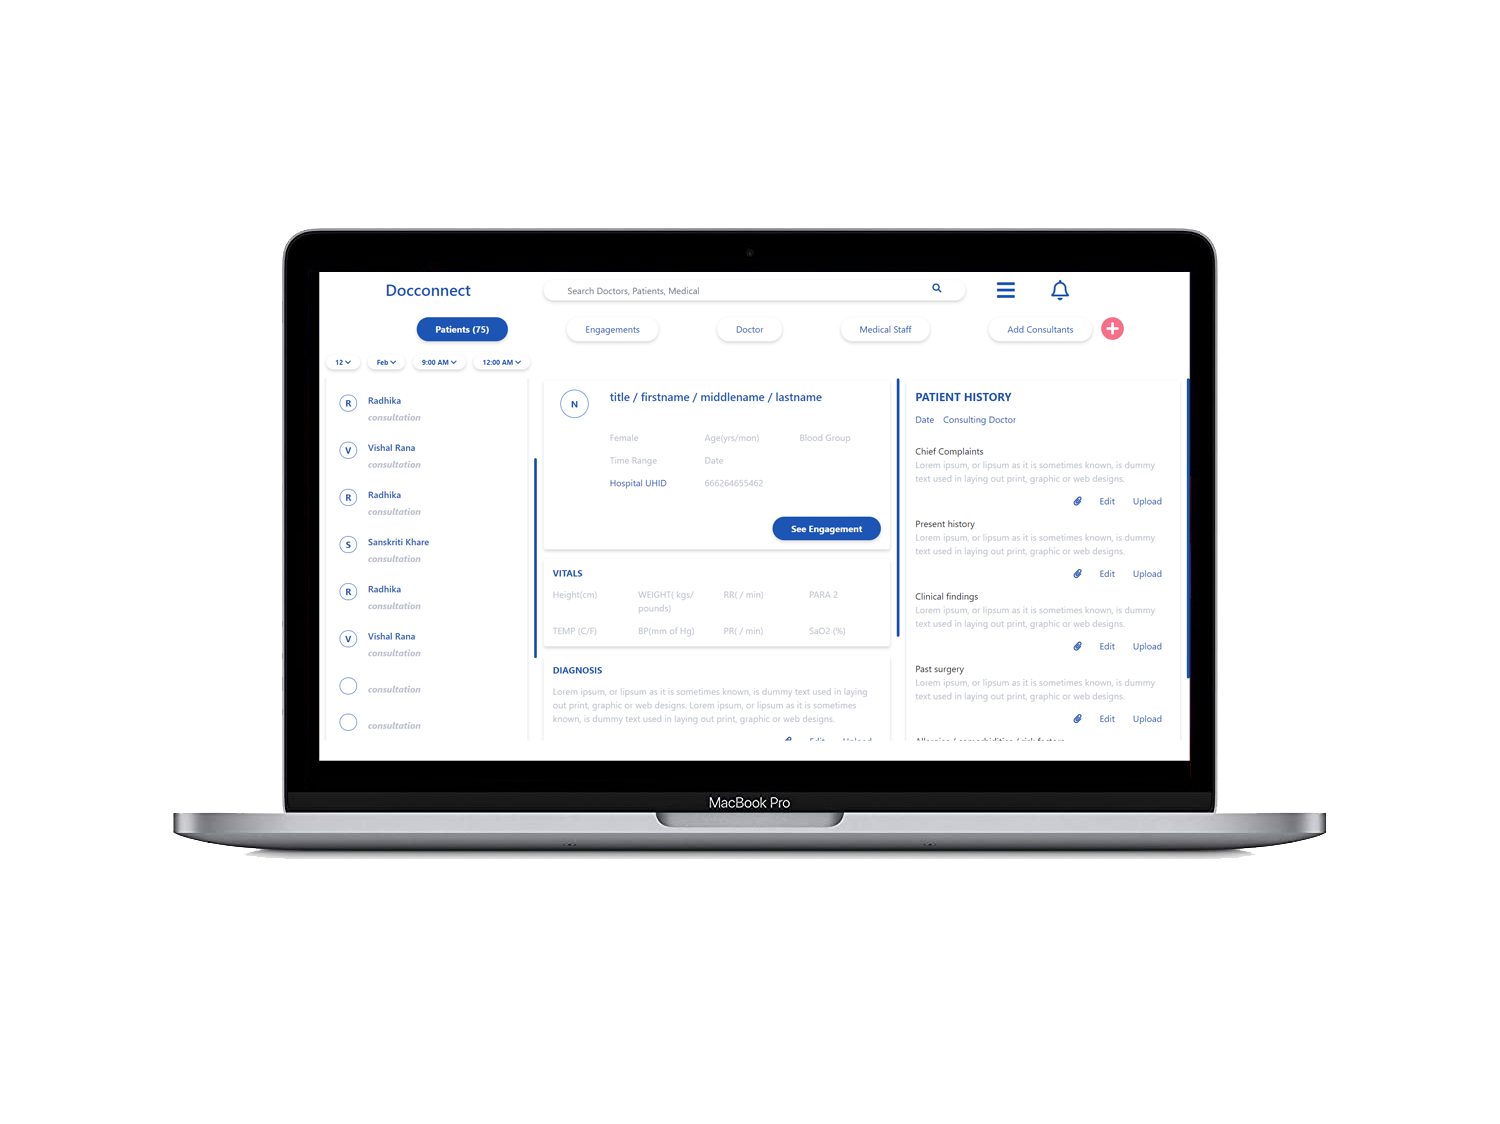 Docconnect
Search Doctors, Patients, Medical
Patients (75)
Engagements
Doctor
Medical Staff
Add Consultants
12
Feb
9:00 AM
12:00 AM
R
Radhika
consultation
V
Vishal Rana
consultation
R
Radhika
consultation
S
Sanskriti Khare
consultation
R
Radhika
consultation
V
Vishal Rana
consultation
consultation
consultation
N
title / firstname / middlename / lastname
Female
Age(yrs/mon)
Blood Group
Time Range
Date
Hospital UHID
666264655462
See Engagement
VITALS
Height(cm)
WEIGHT( kgs/
pounds)
RR( / min)
PARA 2
TEMP (C/F)
BP(mm of Hg)
PR( / min)
SaO2 (%)
DIAGNOSIS
Lorem ipsum, or lipsum as it is sometimes known, is dummy text used in laying
out print, graphic or web designs. Lorem ipsum, or lipsum as it is sometimes
known, is dummy text used in laying out print, graphic or web designs.
Edit
Upload
PATIENT HISTORY
Date
Consulting Doctor
Chief Complaints
Lorem ipsum, or lipsum as it is sometimes known, is dummy
text used in laying out print, graphic or web designs.
Edit
Upload
Present history
Lorem ipsum, or lipsum as it is sometimes known, is dummy
text used in laying out print, graphic or web designs.
Edit
Upload
Clinical findings
Lorem ipsum, or lipsum as it is sometimes known, is dummy
text used in laying out print, graphic or web designs.
Edit
Upload
Past surgery
Lorem ipsum, or lipsum as it is sometimes known, is dummy
text used in laying out print, graphic or web designs.
Edit
Upload
Allergies / comorbidities / risk factors
MacBook Pro